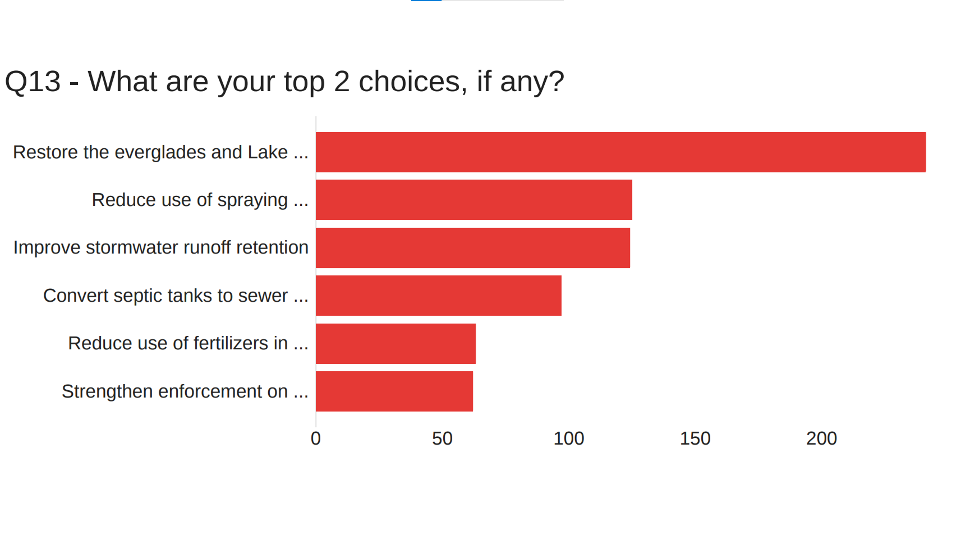 Q13 - What are your top 2 choices, if any?
Restore the everglades and Lake ...
Reduce use of spraying ...
Improve stormwater runoff retention
Convert septic tanks to sewer ...
Reduce use of fertilizers in ...
Strengthen enforcement on ...
0 50 100 150 200